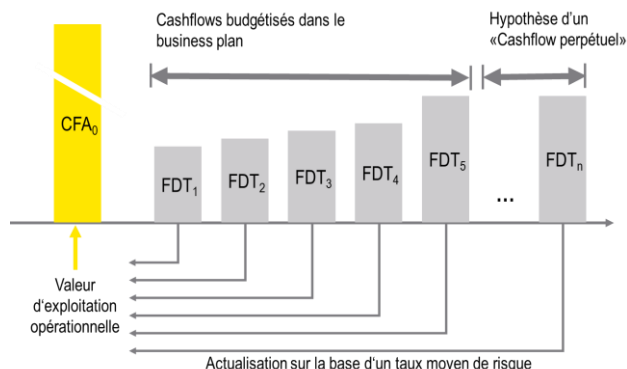 Cashflows budgétisés dans le
business plan
Hypothèse d'un
«Cashflow perpétuel»
CFA₀
FDT₁
FDT₂
FDT₃
FDT₄
FDT₅
...
FDTₙ
Valeur
d'exploitation
opérationnelle
Actualisation sur la base d'un taux moyen de risque